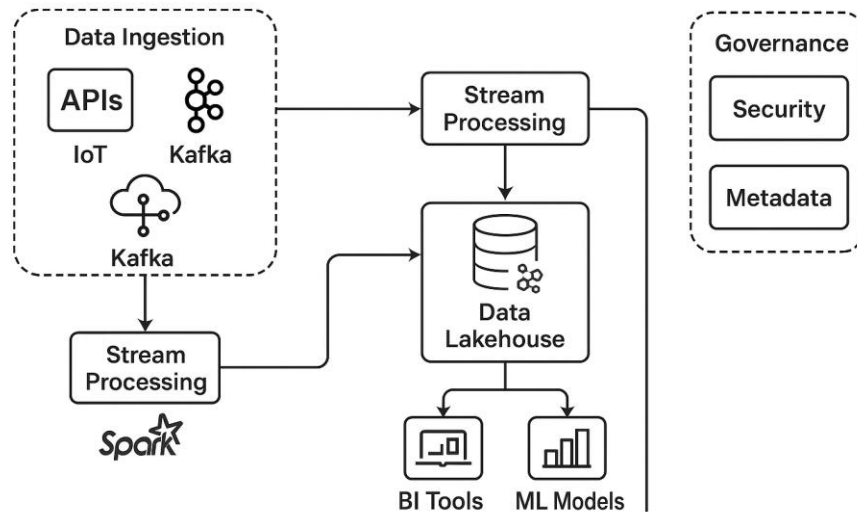 Data Ingestion
APIs
IoT
Kafka
Kafka
Stream
Processing
Spark
Stream
Processing
Data
Lakehouse
BI Tools
ML Models
Governance
Security
Metadata